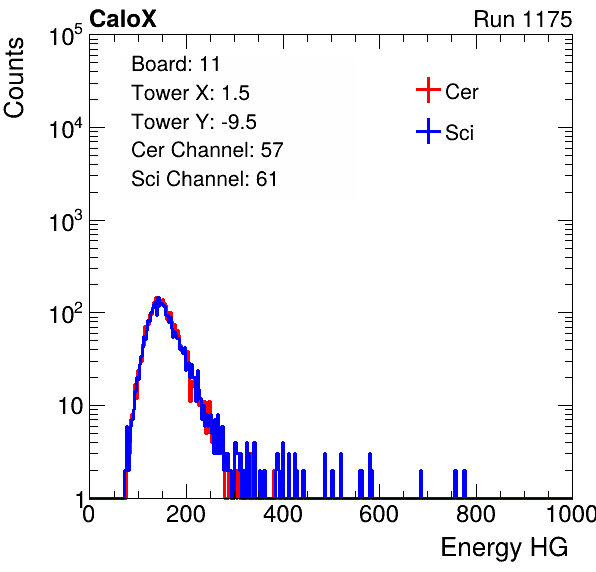 CaloX Run 1175
Counts
Board: 11
Tower X: 1.5
Tower Y: -9.5
Cer Channel: 57
Sci Channel: 61
Cer
Sci
10^5
10^4
10^3
10^2
10
1
0 200 400 600 800 1000
Energy HG